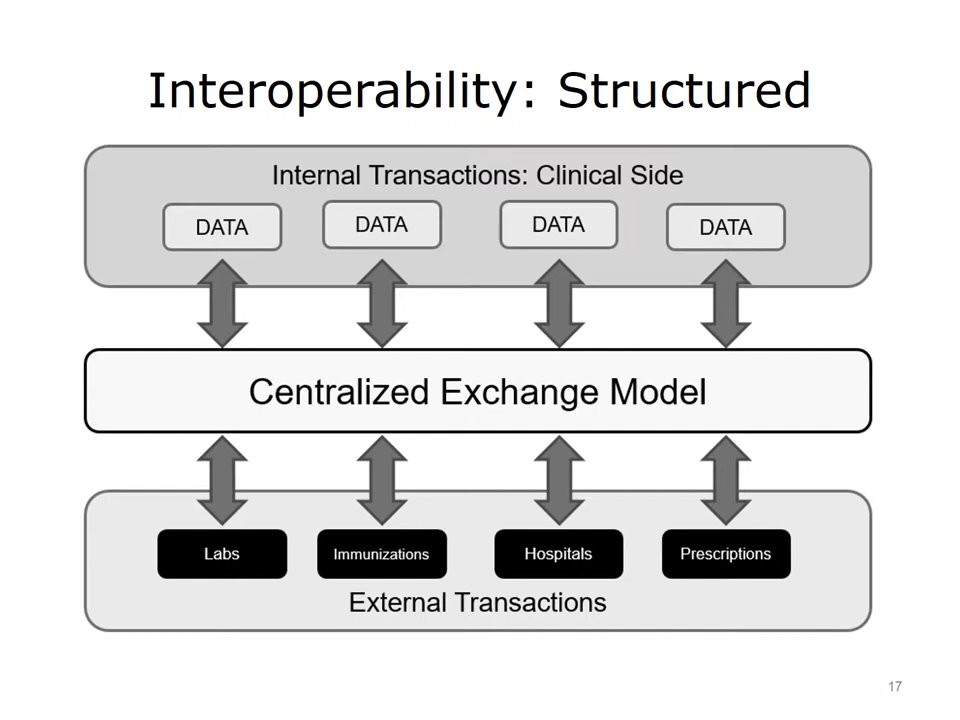 Interoperability: Structured
Internal Transactions: Clinical Side
DATA DATA DATA DATA
Centralized Exchange Model
Labs Immunizations Hospitals Prescriptions
External Transactions
17